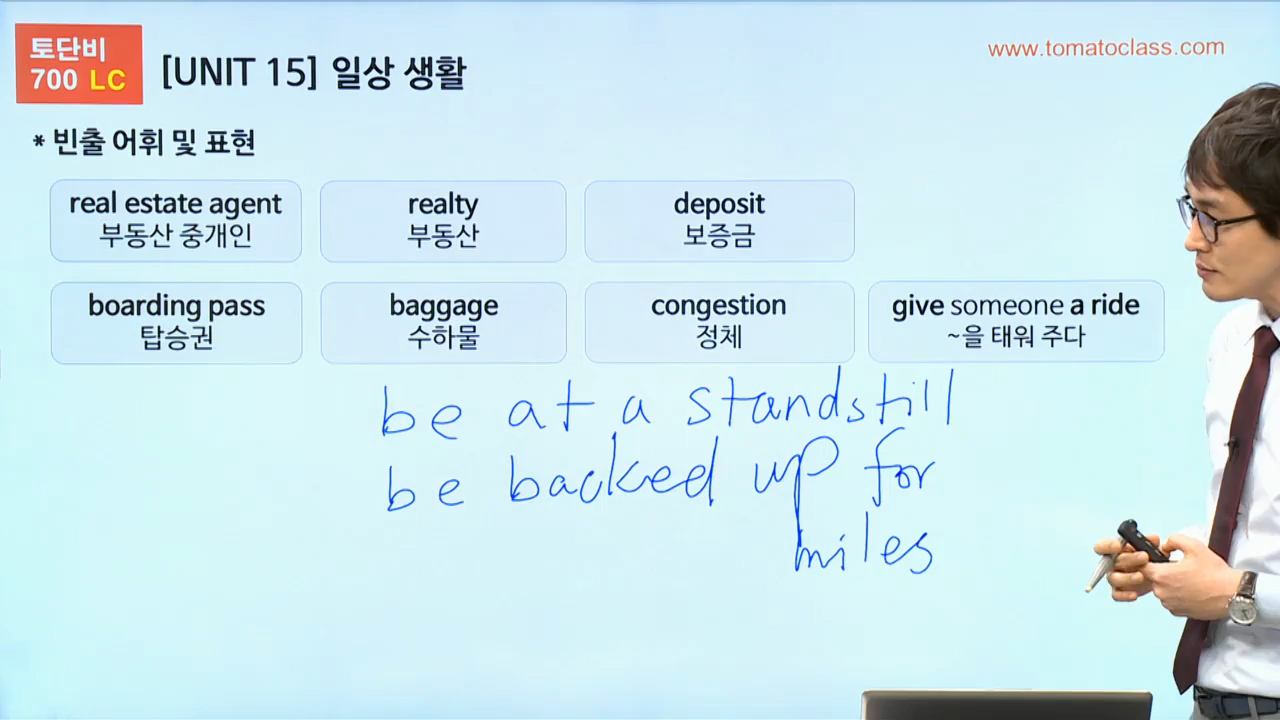 토단비
700 LC
[UNIT 15] 일상 생활
www.tomatoclass.com
* 빈출 어휘 및 표현
real estate agent
부동산 중개인
realty
부동산
deposit
보증금
boarding pass
탑승권
baggage
수하물
congestion
정체
give someone a ride
~을 태워 주다
be at a standstill
be backed up for
miles